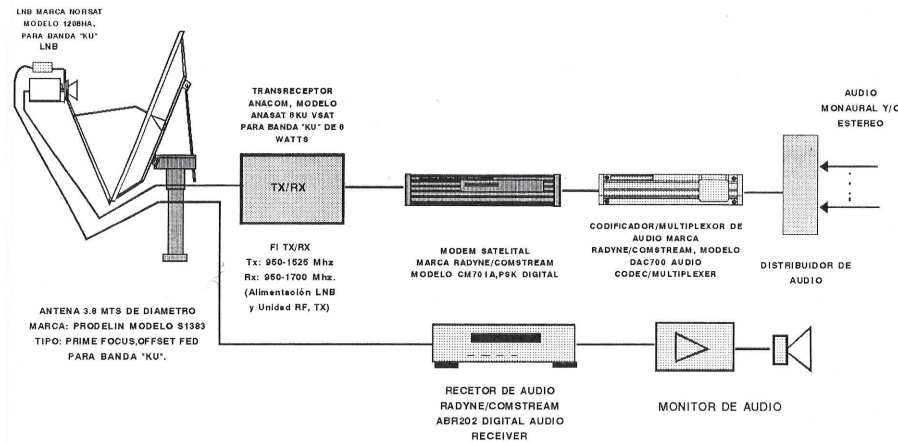 LNB MARCA NORSAT
MODELO 1208HA,
PARA BANDA "KU"
LNB
TRANSRECEPTOR
ANACOM, MODELO
ANASAT 8KU VSAT
PARA BANDA "KU" DE 8
WATTS
AUDIO
MONAURAL Y/O
ESTEREO
TX/RX
FI TX/RX
Tx: 950-1525 Mhz
Rx: 950-1700 Mhz.
(Alimentación LNB
y Unidad RF, TX)
MODEM SATELITAL
MARCA RADYNE/COMSTREAM
MODELO CM701A,PSK DIGITAL
CODIFICADOR/MULTIPLEXOR DE
AUDIO MARCA
RADYNE/COMSTREAM, MODELO
DAC700 AUDIO
CODEC/MULTIPLEXER
DISTRIBUIDOR DE
AUDIO
ANTENA 3.8 MTS DE DIAMETRO
MARCA: PRODELIN MODELO S1383
TIPO: PRIME FOCUS,OFFSET FED
PARA BANDA "KU".
RECETOR DE AUDIO
RADYNE/COMSTREAM
ABR202 DIGITAL AUDIO
RECEIVER
MONITOR DE AUDIO